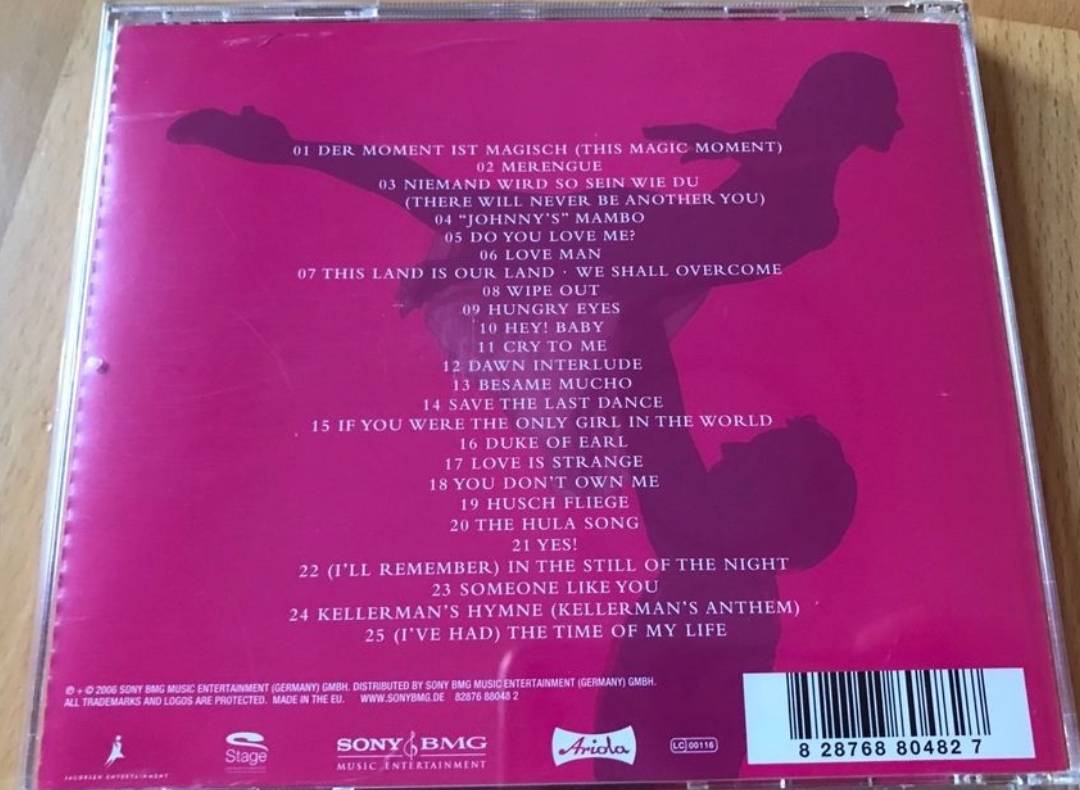 01 DER MOMENT IST MAGISCH (THIS MAGIC MOMENT)
02 MERENGUE
03 NIEMAND WIRD SO SEIN WIE DU
(THERE WILL NEVER BE ANOTHER YOU)
04 "JOHNNY'S" MAMBO
05 DO YOU LOVE ME?
06 LOVE MAN
07 THIS LAND IS OUR LAND · WE SHALL OVERCOME
08 WIPE OUT
09 HUNGRY EYES
10 HEY! BABY
11 CRY TO ME
12 DAWN INTERLUDE
13 BESAME MUCHO
14 SAVE THE LAST DANCE
15 IF YOU WERE THE ONLY GIRL IN THE WORLD
16 DUKE OF EARL
17 LOVE IS STRANGE
18 YOU DON'T OWN ME
19 HUSCH FLIEGE
20 THE HULA SONG
21 YES!
22 (I'LL REMEMBER) IN THE STILL OF THE NIGHT
23 SOMEONE LIKE YOU
24 KELLERMAN'S HYMNE (KELLERMAN'S ANTHEM)
25 (I'VE HAD) THE TIME OF MY LIFE
℗ + © 2006 SONY BMG MUSIC ENTERTAINMENT (GERMANY) GMBH. DISTRIBUTED BY SONY BMG MUSIC ENTERTAINMENT (GERMANY) GMBH.
ALL TRADEMARKS AND LOGOS ARE PROTECTED. MADE IN THE EU. WWW.SONYBMG.DE 82876 88048 2
JACOBSEN ENTERTAINMENT
Stage
SONY BMG
MUSIC ENTERTAINMENT
Ariola
LC 00116
8 28768 80482 7